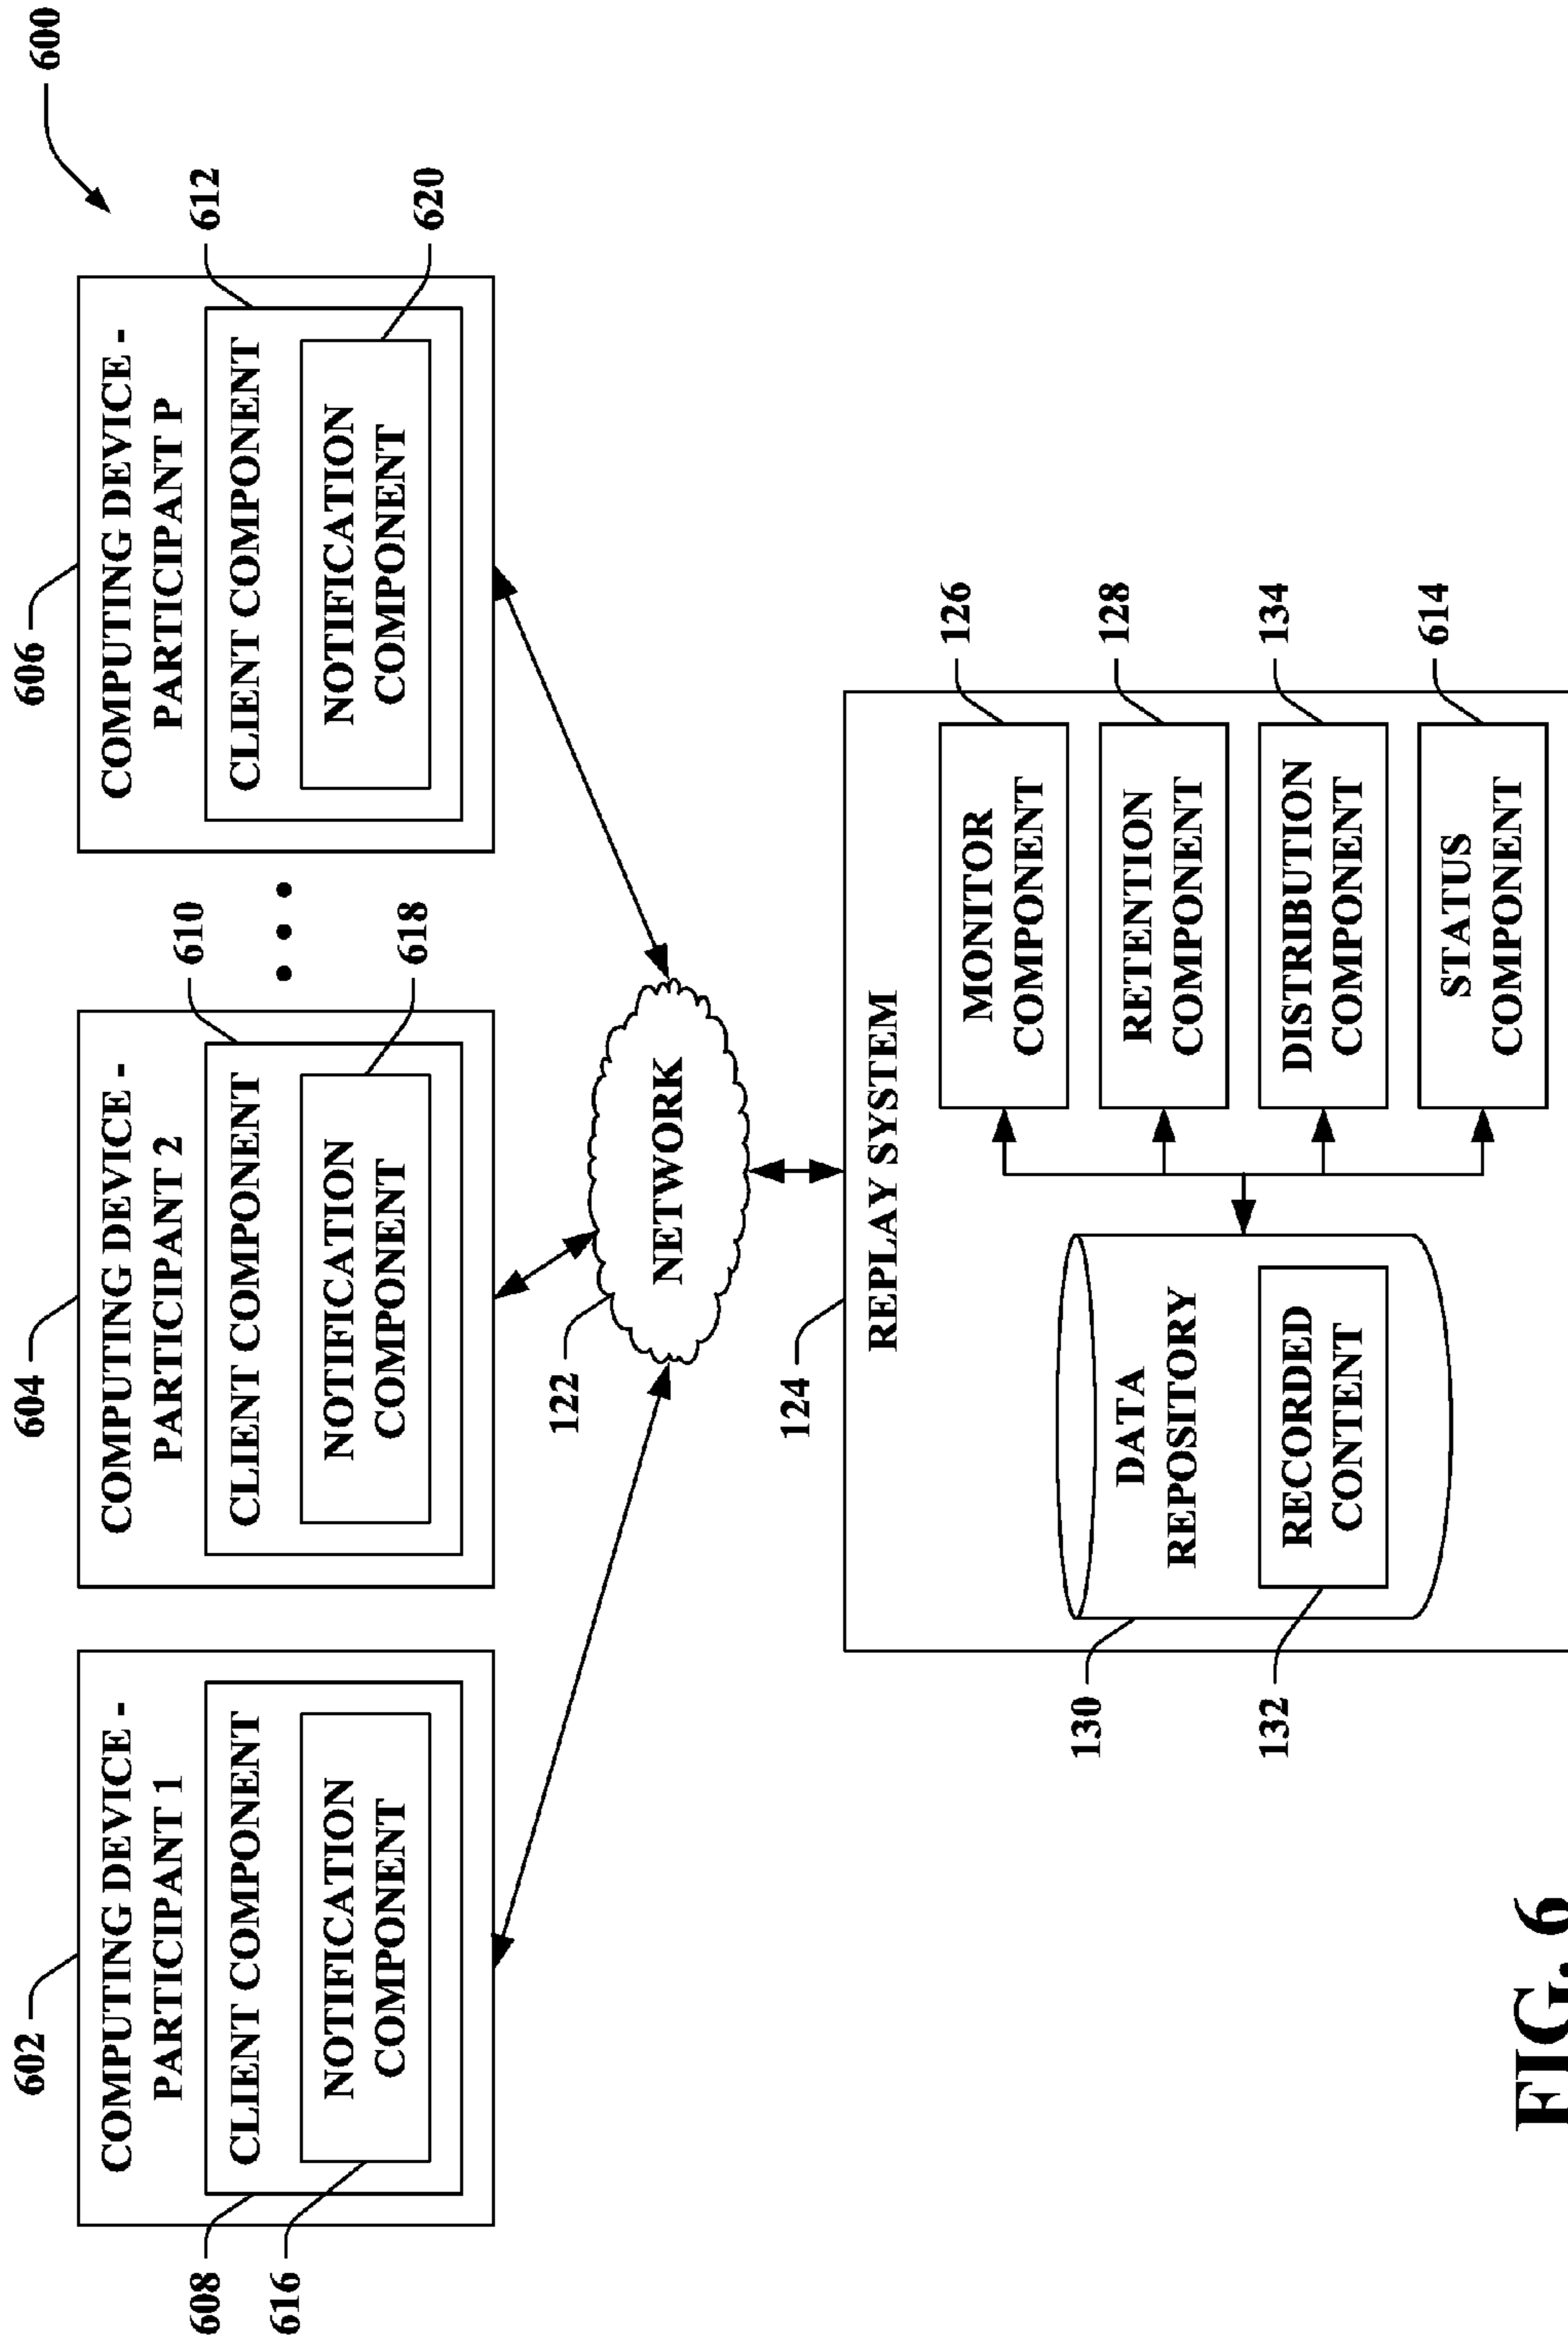 600
602
COMPUTING DEVICE -
PARTICIPANT 1
CLIENT COMPONENT
NOTIFICATION
COMPONENT
608
616
604
COMPUTING DEVICE -
PARTICIPANT 2
CLIENT COMPONENT
NOTIFICATION
COMPONENT
610
618
606
COMPUTING DEVICE -
PARTICIPANT P
CLIENT COMPONENT
NOTIFICATION
COMPONENT
612
620
122
NETWORK
124
REPLAY SYSTEM
130
DATA
REPOSITORY
132
RECORDED
CONTENT
MONITOR
COMPONENT
126
RETENTION
COMPONENT
128
DISTRIBUTION
COMPONENT
134
STATUS
COMPONENT
614
FIG. 6